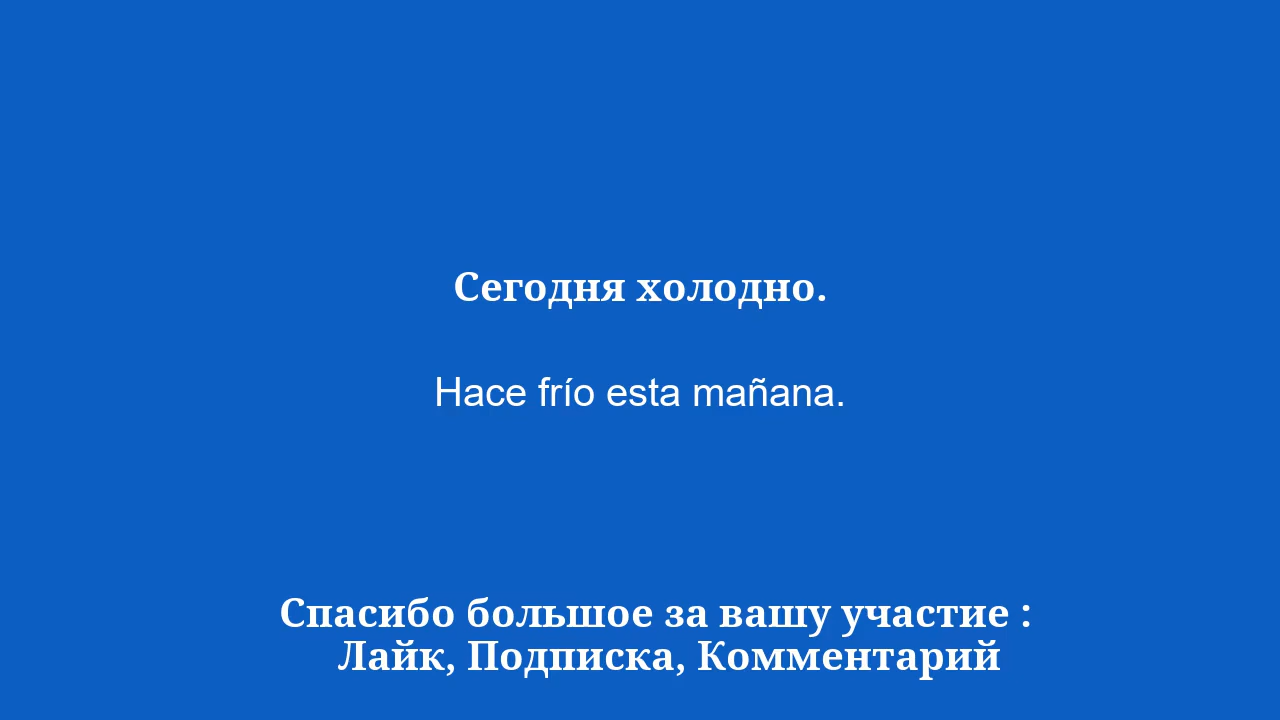 Сегодня холодно.
Hace frío esta mañana.
Спасибо большое за вашу участие :
Лайк, Подписка, Комментарий